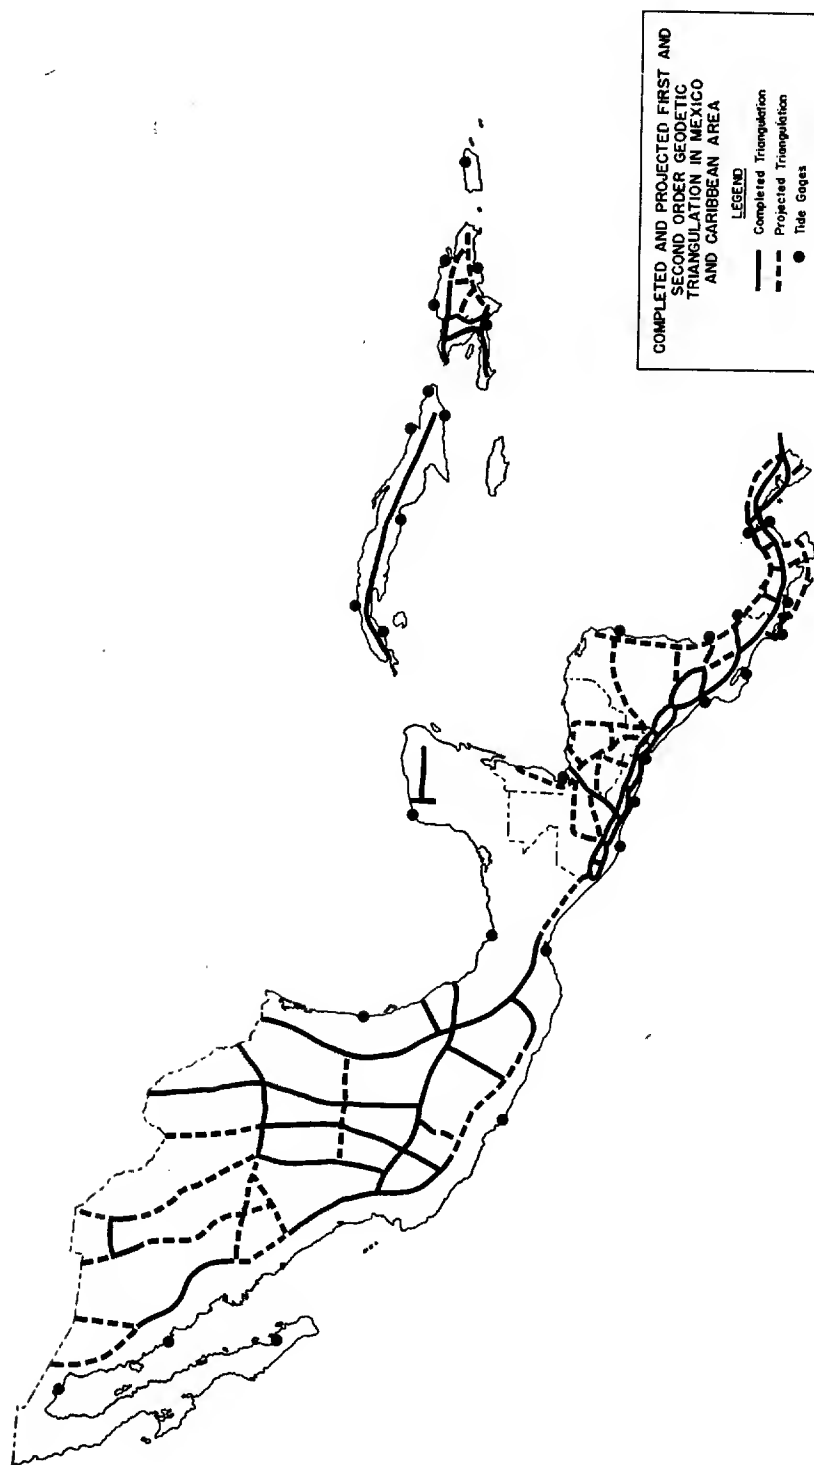 COMPLETED AND PROJECTED FIRST AND
SECOND ORDER GEODETIC
TRIANGULATION IN MEXICO
AND CARIBBEAN AREA
LEGEND
Completed Triangulation
Projected Triangulation
Tide Gages